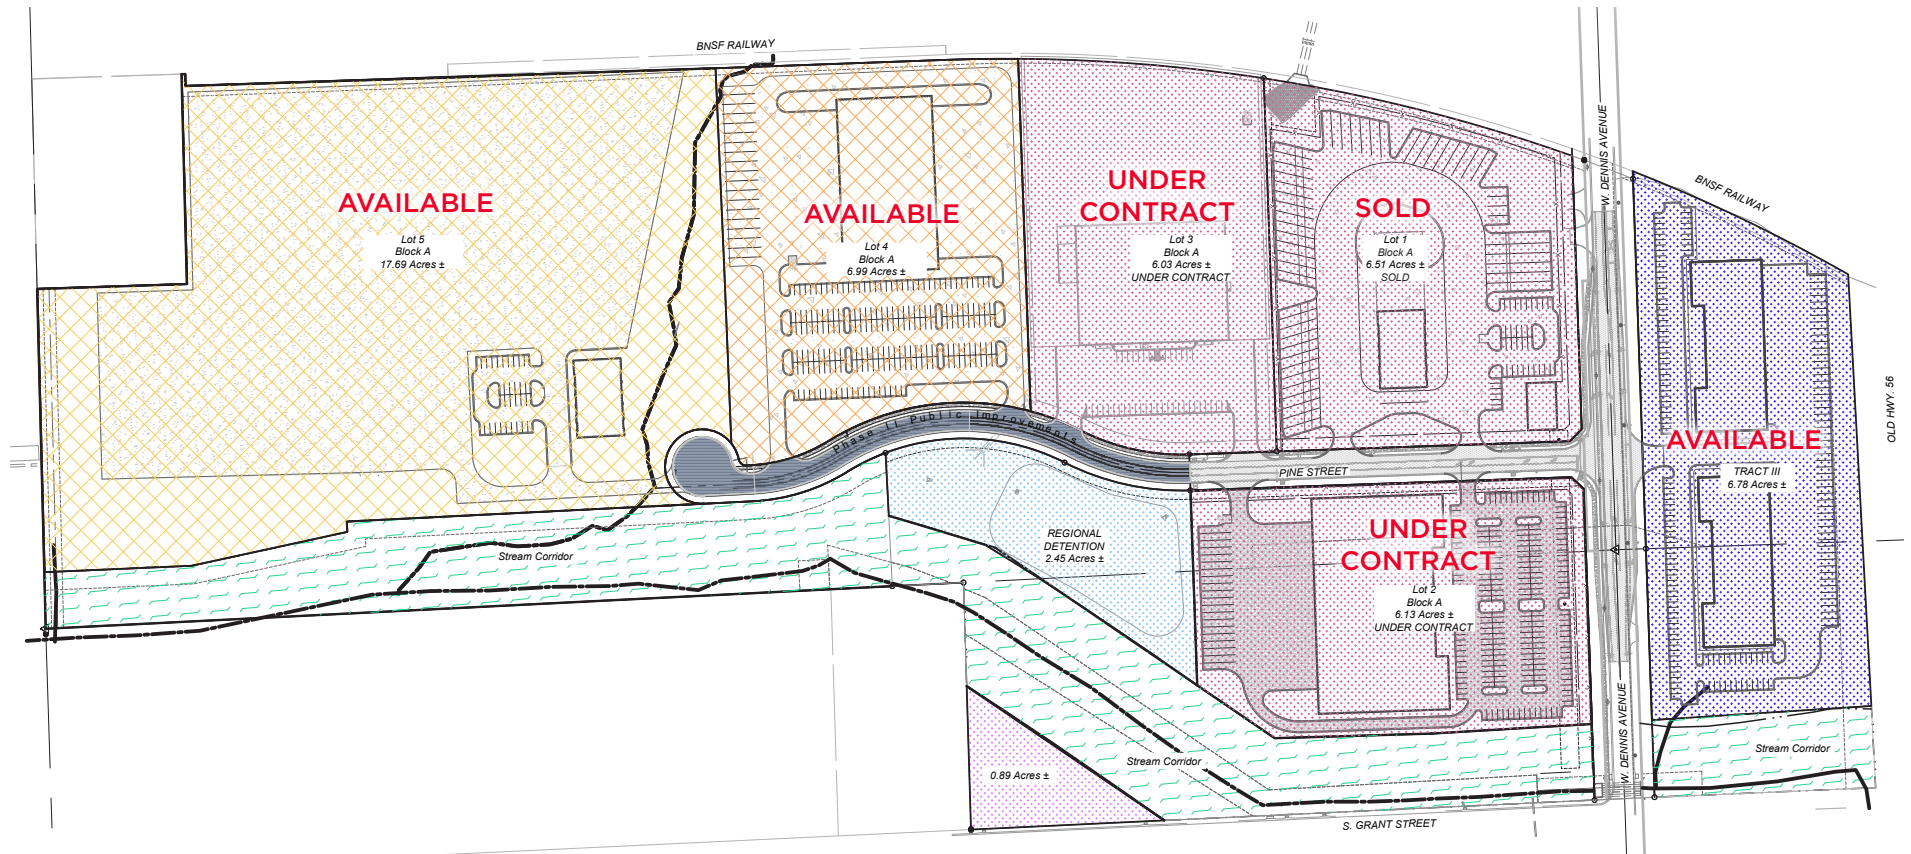 BNSF RAILWAY
AVAILABLE
Lot 5
Block A
17.69 Acres ±
AVAILABLE
Lot 4
Block A
6.99 Acres ±
UNDER
CONTRACT
Lot 3
Block A
6.03 Acres ±
UNDER CONTRACT
SOLD
Lot 1
Block A
6.51 Acres ±
SOLD
W. DENNIS AVENUE
BNSF RAILWAY
OLD HWY. 56
AVAILABLE
TRACT III
6.78 Acres ±
Phase II Public Improvements
PINE STREET
REGIONAL
DETENTION
2.45 Acres ±
UNDER
CONTRACT
Lot 2
Block A
6.13 Acres ±
UNDER CONTRACT
Stream Corridor
0.89 Acres ±
Stream Corridor
W. DENNIS AVENUE
Stream Corridor
S. GRANT STREET